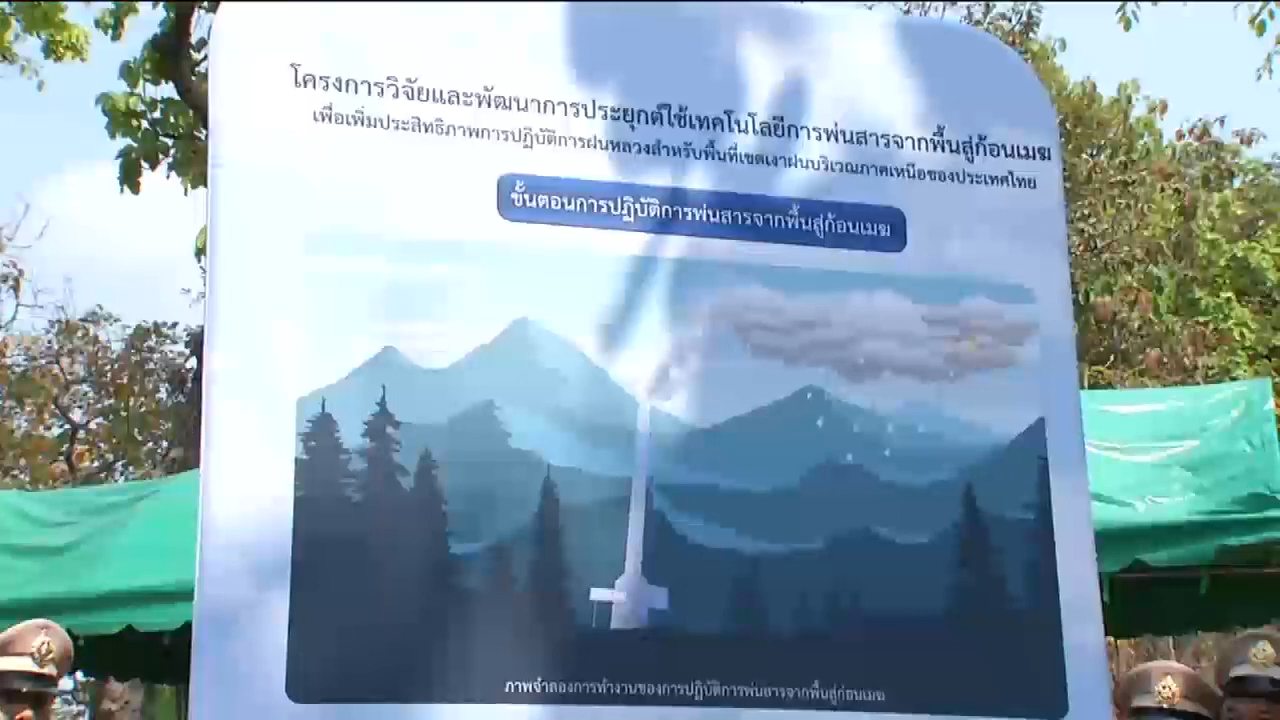 โครงการวิจัยและพัฒนาการประยุกต์ใช้เทคโนโลยีการพ่นสารจากพื้นสู่ก้อนเมฆ
เพื่อเพิ่มประสิทธิภาพการปฏิบัติการฝนหลวงสำหรับพื้นที่เขตเงาฝนบริเวณภาคเหนือของประเทศไทย
ขั้นตอนการปฏิบัติการพ่นสารจากพื้นสู่ก้อนเมฆ
ภาพจำลองการทำงานของการปฏิบัติการพ่นสารจากพื้นสู่ก้อนเมฆ